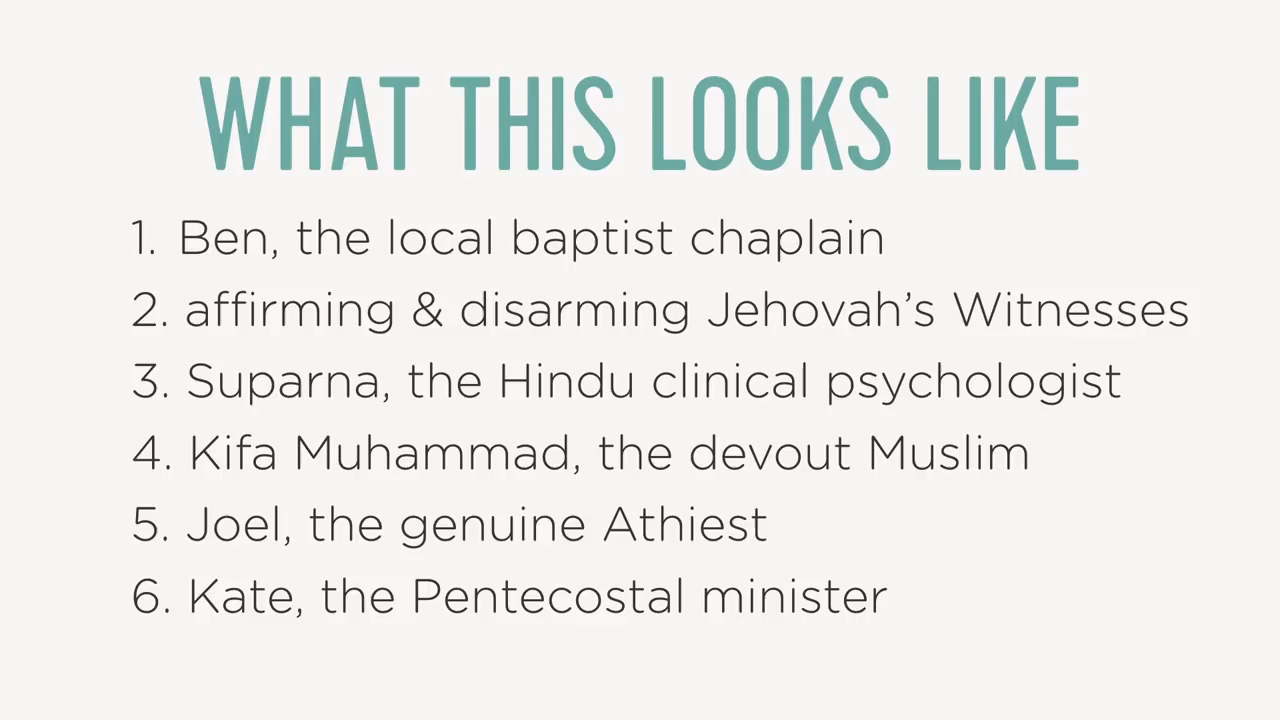 WHAT THIS LOOKS LIKE
1. Ben, the local baptist chaplain
2. affirming & disarming Jehovah’s Witnesses
3. Suparna, the Hindu clinical psychologist
4. Kifa Muhammad, the devout Muslim
5. Joel, the genuine Athiest
6. Kate, the Pentecostal minister